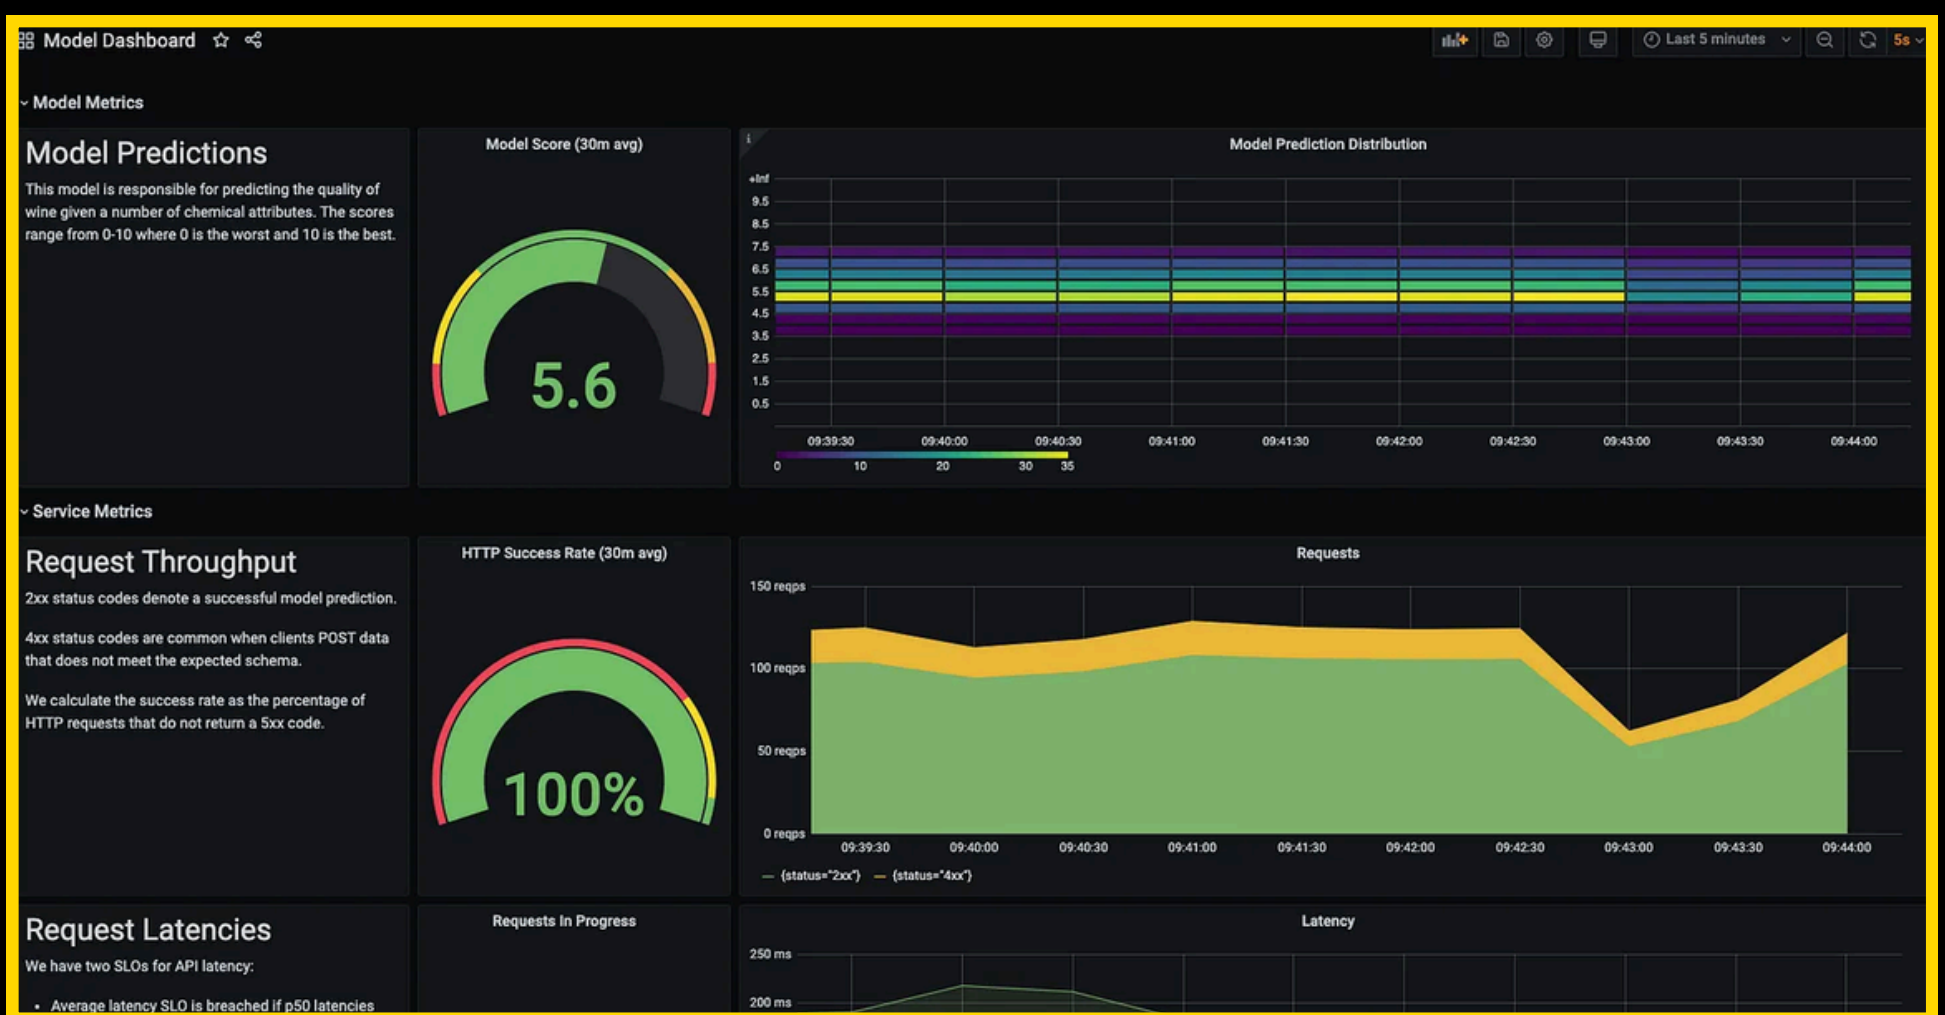 Model Dashboard
Last 5 minutes
5s
Model Metrics
Model Predictions
This model is responsible for predicting the quality of
wine given a number of chemical attributes. The scores
range from 0-10 where 0 is the worst and 10 is the best.
Model Score (30m avg)
5.6
i
Model Prediction Distribution
+Inf
9.5
8.5
7.5
6.5
5.5
4.5
3.5
2.5
1.5
0.5
09:39:30 09:40:00 09:40:30 09:41:00 09:41:30 09:42:00 09:42:30 09:43:00 09:43:30 09:44:00
0 10 20 30 35
Service Metrics
Request Throughput
2xx status codes denote a successful model prediction.
4xx status codes are common when clients POST data
that does not meet the expected schema.
We calculate the success rate as the percentage of
HTTP requests that do not return a 5xx code.
HTTP Success Rate (30m avg)
100%
Requests
150 reqps
100 reqps
50 reqps
0 reqps
09:39:30 09:40:00 09:40:30 09:41:00 09:41:30 09:42:00 09:42:30 09:43:00 09:43:30 09:44:00
{status="2xx"} {status="4xx"}
Request Latencies
We have two SLOs for API latency:
• Average latency SLO is breached if p50 latencies
Requests In Progress
Latency
250 ms
200 ms